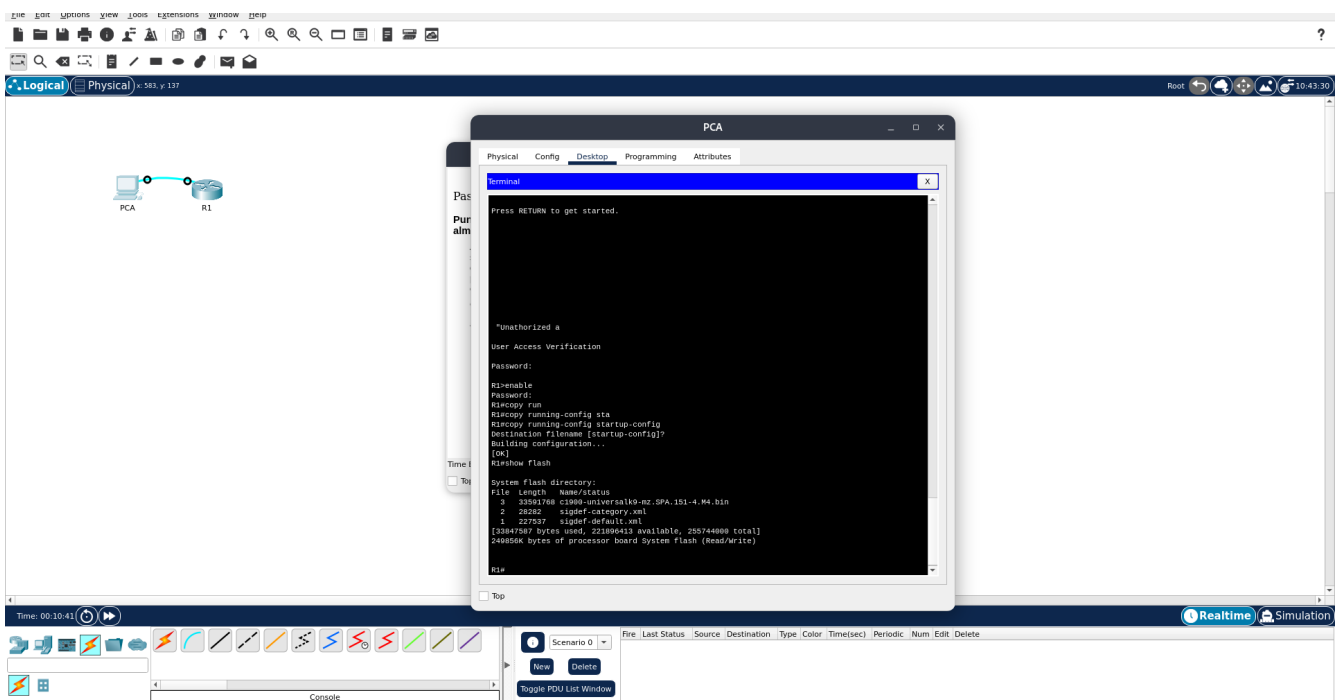 File Edit Options View Tools Extensions Window Help
?
Logical Physical x: 583, y: 137 Root 10:43:30
PCA
Physical Config Desktop Programming Attributes
Terminal X
Press RETURN to get started.
"Unathorized a
User Access Verification
Password:
R1>enable
Password:
R1#copy run
R1#copy running-config sta
R1#copy running-config startup-config
Destination filename [startup-config]?
Building configuration...
[OK]
R1#show flash
System flash directory:
File Length Name/status
3 33591768 c1900-universalk9-mz.SPA.151-4.M4.bin
2 28282 sigdef-category.xml
1 227537 sigdef-default.xml
[33847587 bytes used, 221896413 available, 255744000 total]
249856K bytes of processor board System flash (Read/Write)
R1#
Top
PCA R1
Pas
Pun
alm
Time
To
Time: 00:10:41 Realtime Simulation
Scenario 0
New Delete
Toggle PDU List Window
Fire Last Status Source Destination Type Color Time(sec) Periodic Num Edit Delete
Console